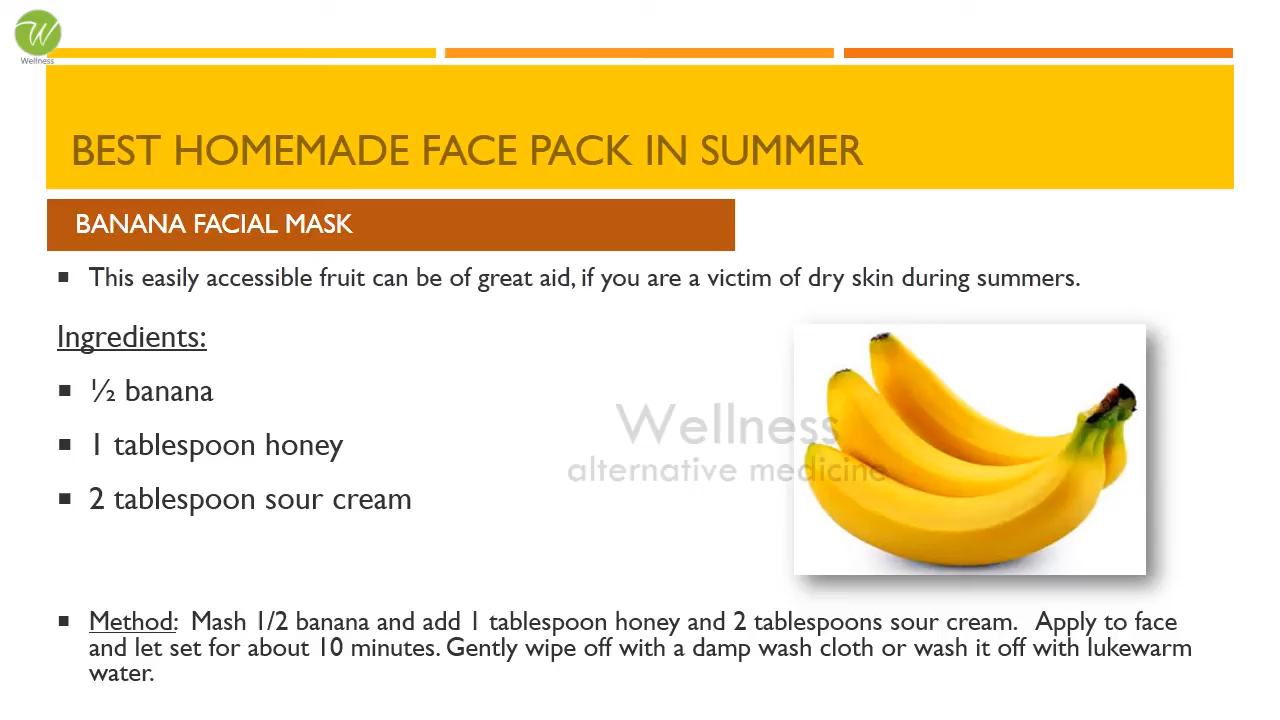 W
Wellness
BEST HOMEMADE FACE PACK IN SUMMER
BANANA FACIAL MASK
▪ This easily accessible fruit can be of great aid, if you are a victim of dry skin during summers.
Ingredients:
▪ ½ banana
▪ 1 tablespoon honey
▪ 2 tablespoon sour cream
Wellness
alternative medicine
▪ Method: Mash 1/2 banana and add 1 tablespoon honey and 2 tablespoons sour cream. Apply to face
and let set for about 10 minutes. Gently wipe off with a damp wash cloth or wash it off with lukewarm
water.